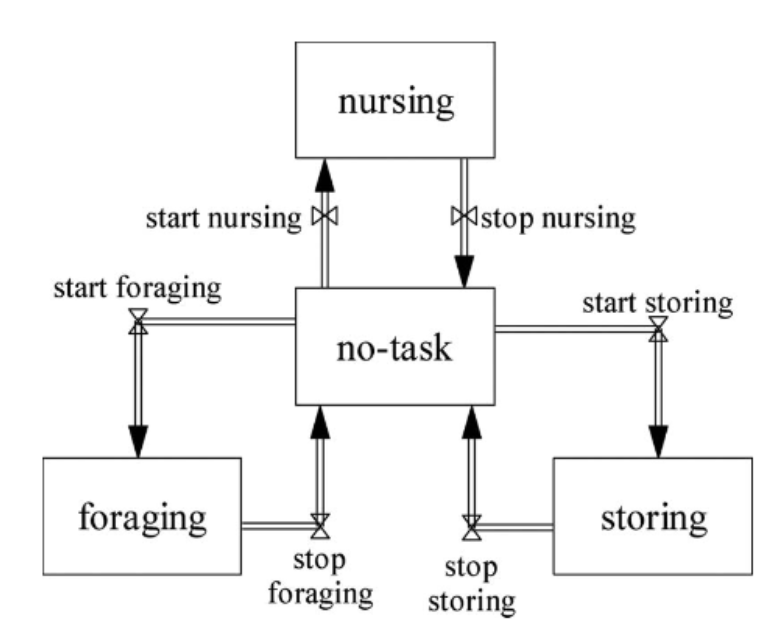 nursing
start nursing
stop nursing
start foraging
start storing
no-task
foraging
storing
stop
foraging
stop
storing